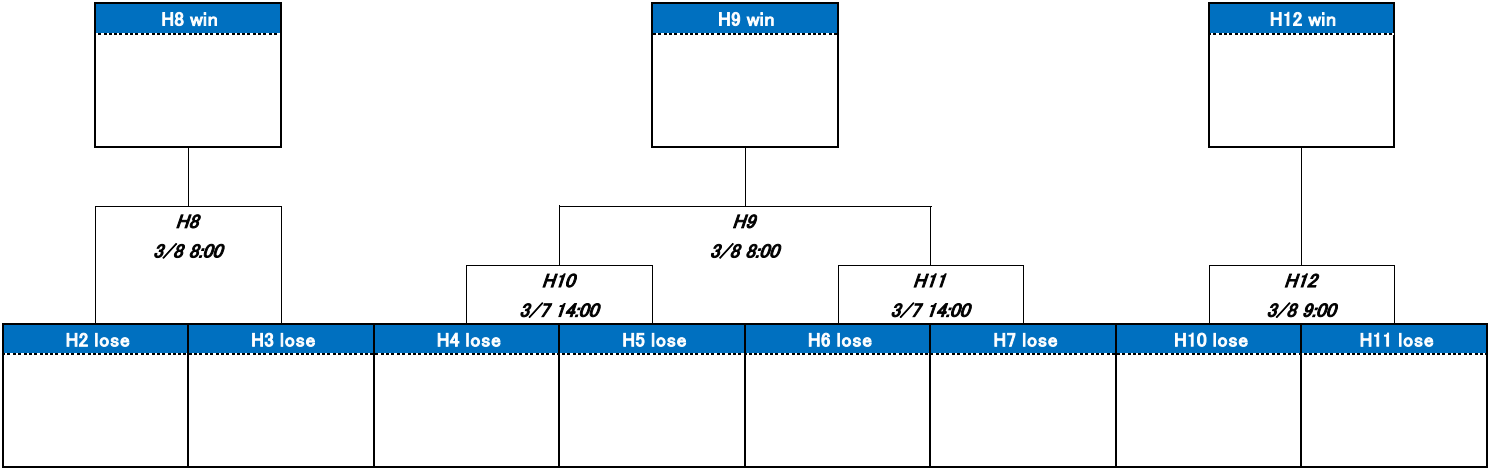 H8 win
H9 win
H12 win
H8
3/8 8:00
H9
3/8 8:00
H10
3/7 14:00
H11
3/7 14:00
H12
3/8 9:00
H2 lose
H3 lose
H4 lose
H5 lose
H6 lose
H7 lose
H10 lose
H11 lose